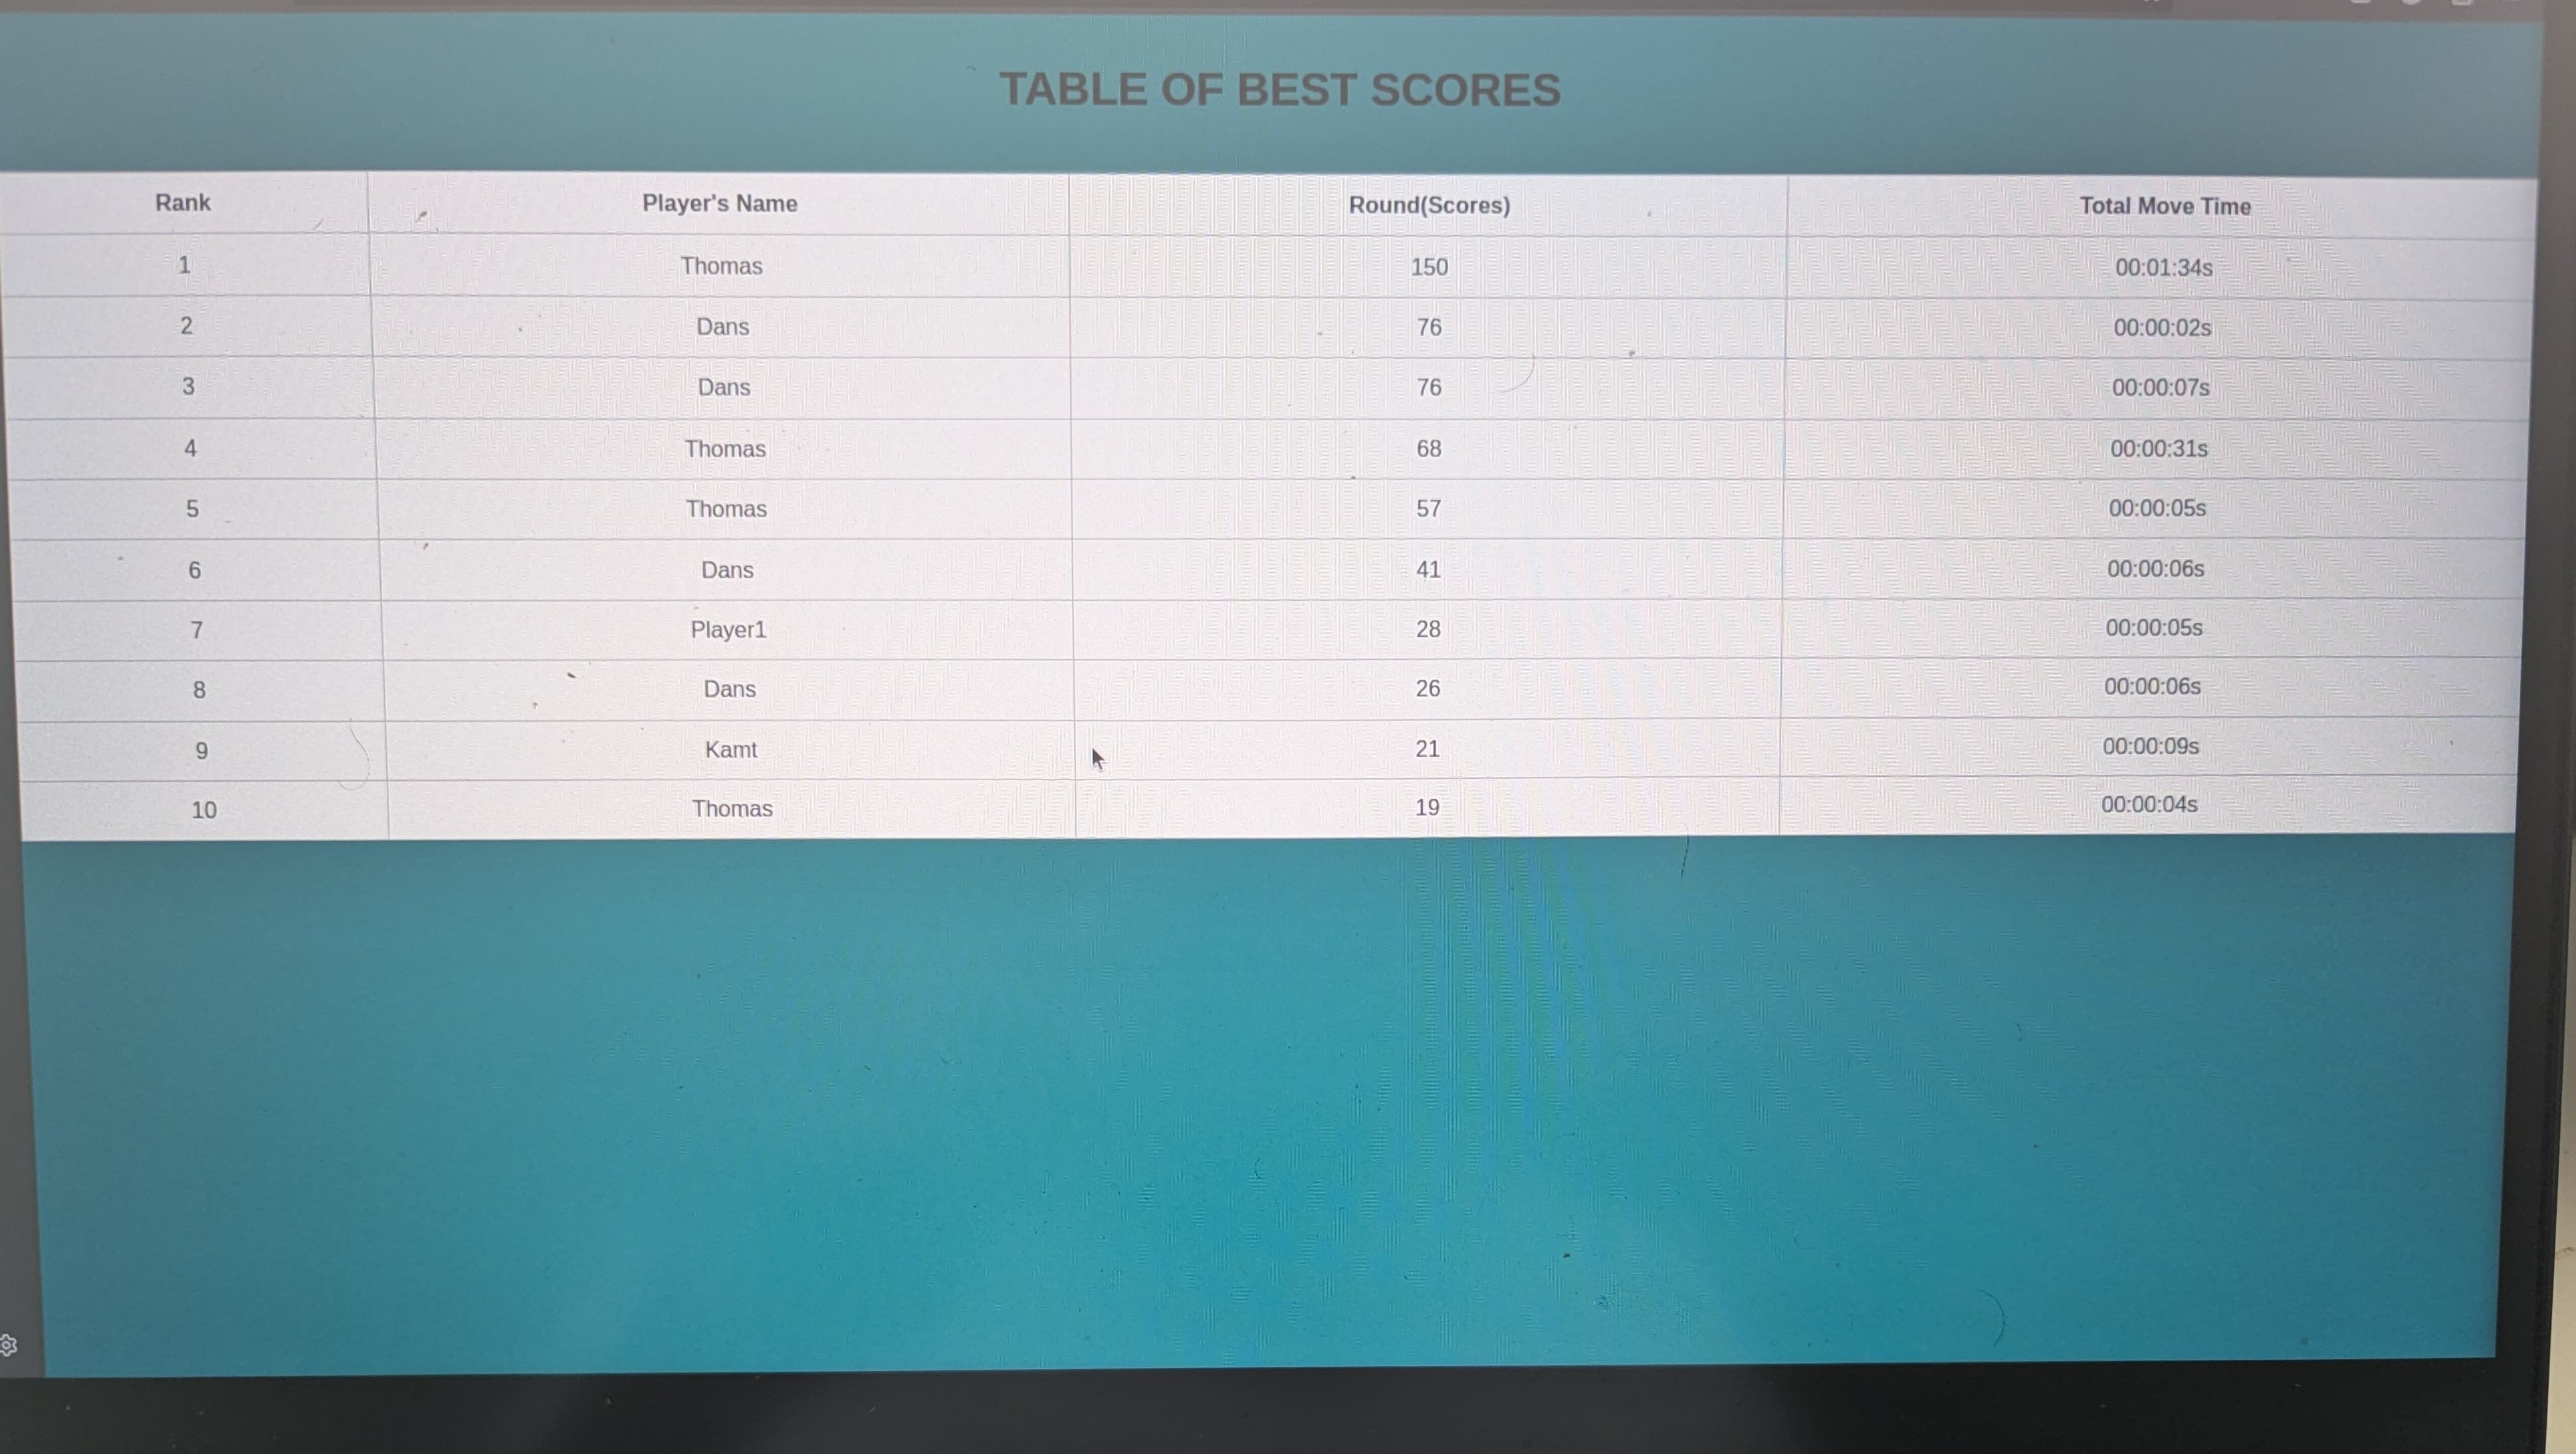 TABLE OF BEST SCORES
Rank Player's Name Round(Scores) Total Move Time
1 Thomas 150 00:01:34s
2 Dans 76 00:00:02s
3 Dans 76 00:00:07s
4 Thomas 68 00:00:31s
5 Thomas 57 00:00:05s
6 Dans 41 00:00:06s
7 Player1 28 00:00:05s
8 Dans 26 00:00:06s
9 Kamt 21 00:00:09s
10 Thomas 19 00:00:04s